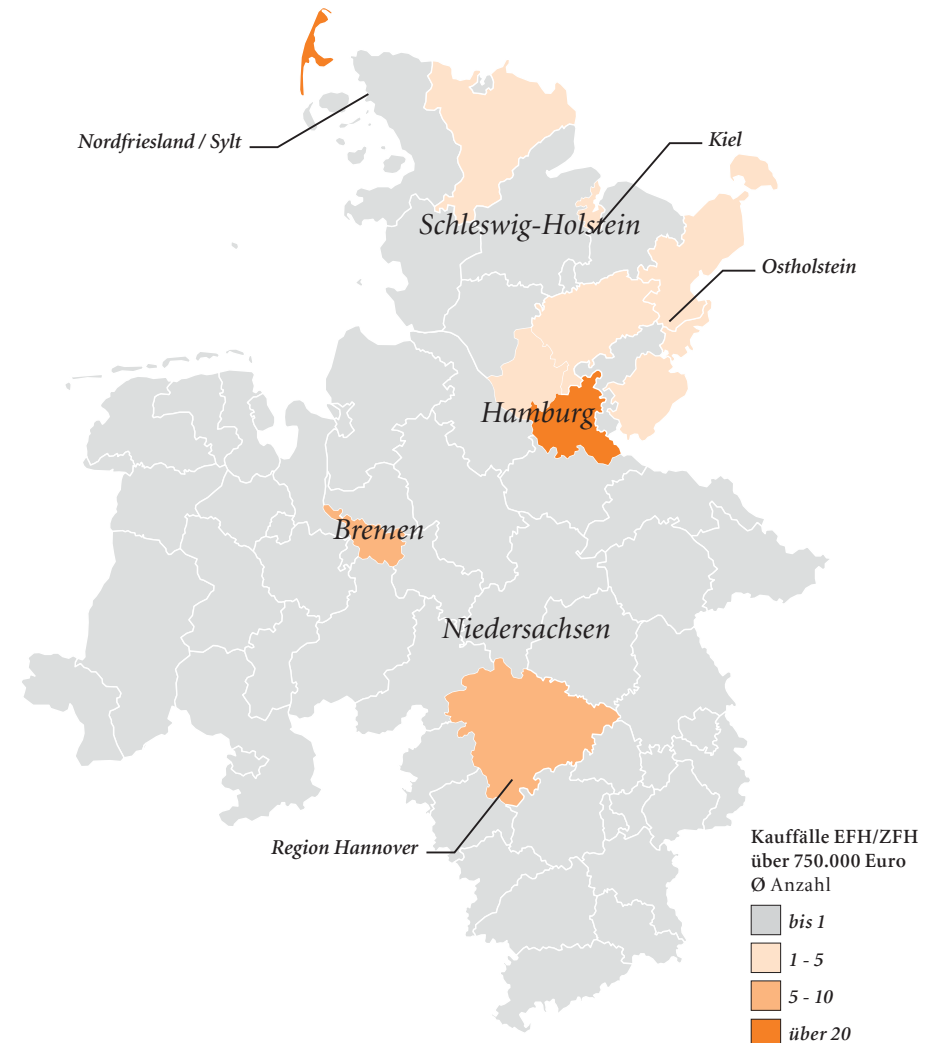 Nordfriesland / Sylt
Kiel
Schleswig-Holstein
Ostholstein
Hamburg
Bremen
Niedersachsen
Region Hannover
Kauffälle EFH/ZFH
über 750.000 Euro
Ø Anzahl
bis 1
1 - 5
5 - 10
über 20